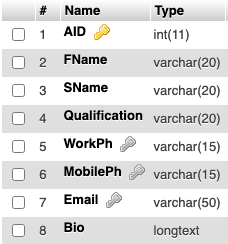 # Name Type
1 AID int(11)
2 FName varchar(20)
3 SName varchar(20)
4 Qualification varchar(20)
5 WorkPh varchar(15)
6 MobilePh varchar(15)
7 Email varchar(50)
8 Bio longtext